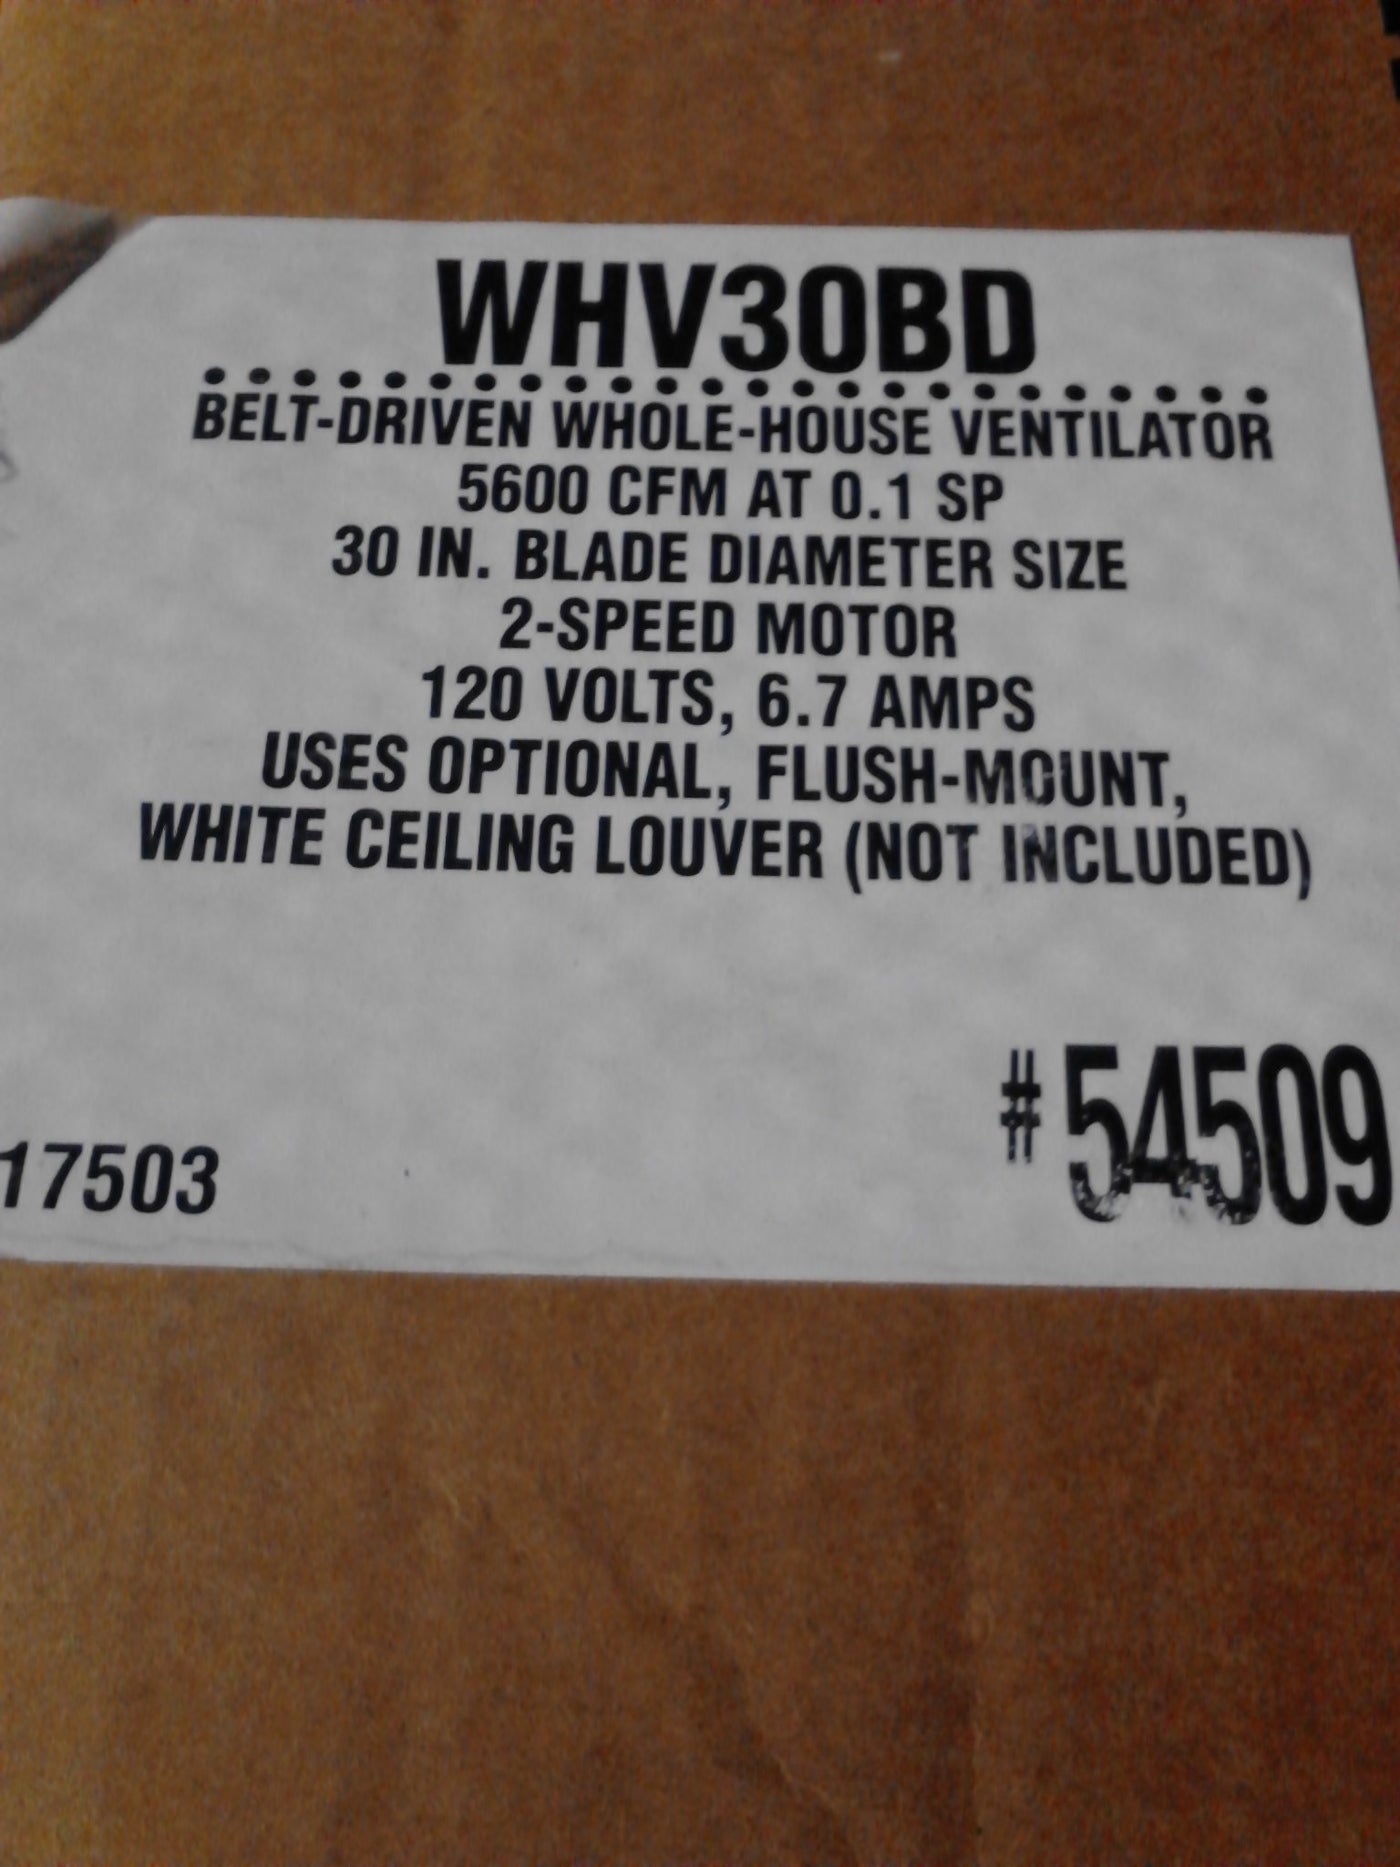 WHV30BD
BELT-DRIVEN WHOLE-HOUSE VENTILATOR
5600 CFM AT 0.1 SP
30 IN. BLADE DIAMETER SIZE
2-SPEED MOTOR
120 VOLTS, 6.7 AMPS
USES OPTIONAL, FLUSH-MOUNT,
WHITE CEILING LOUVER (NOT INCLUDED)
#54509
17503